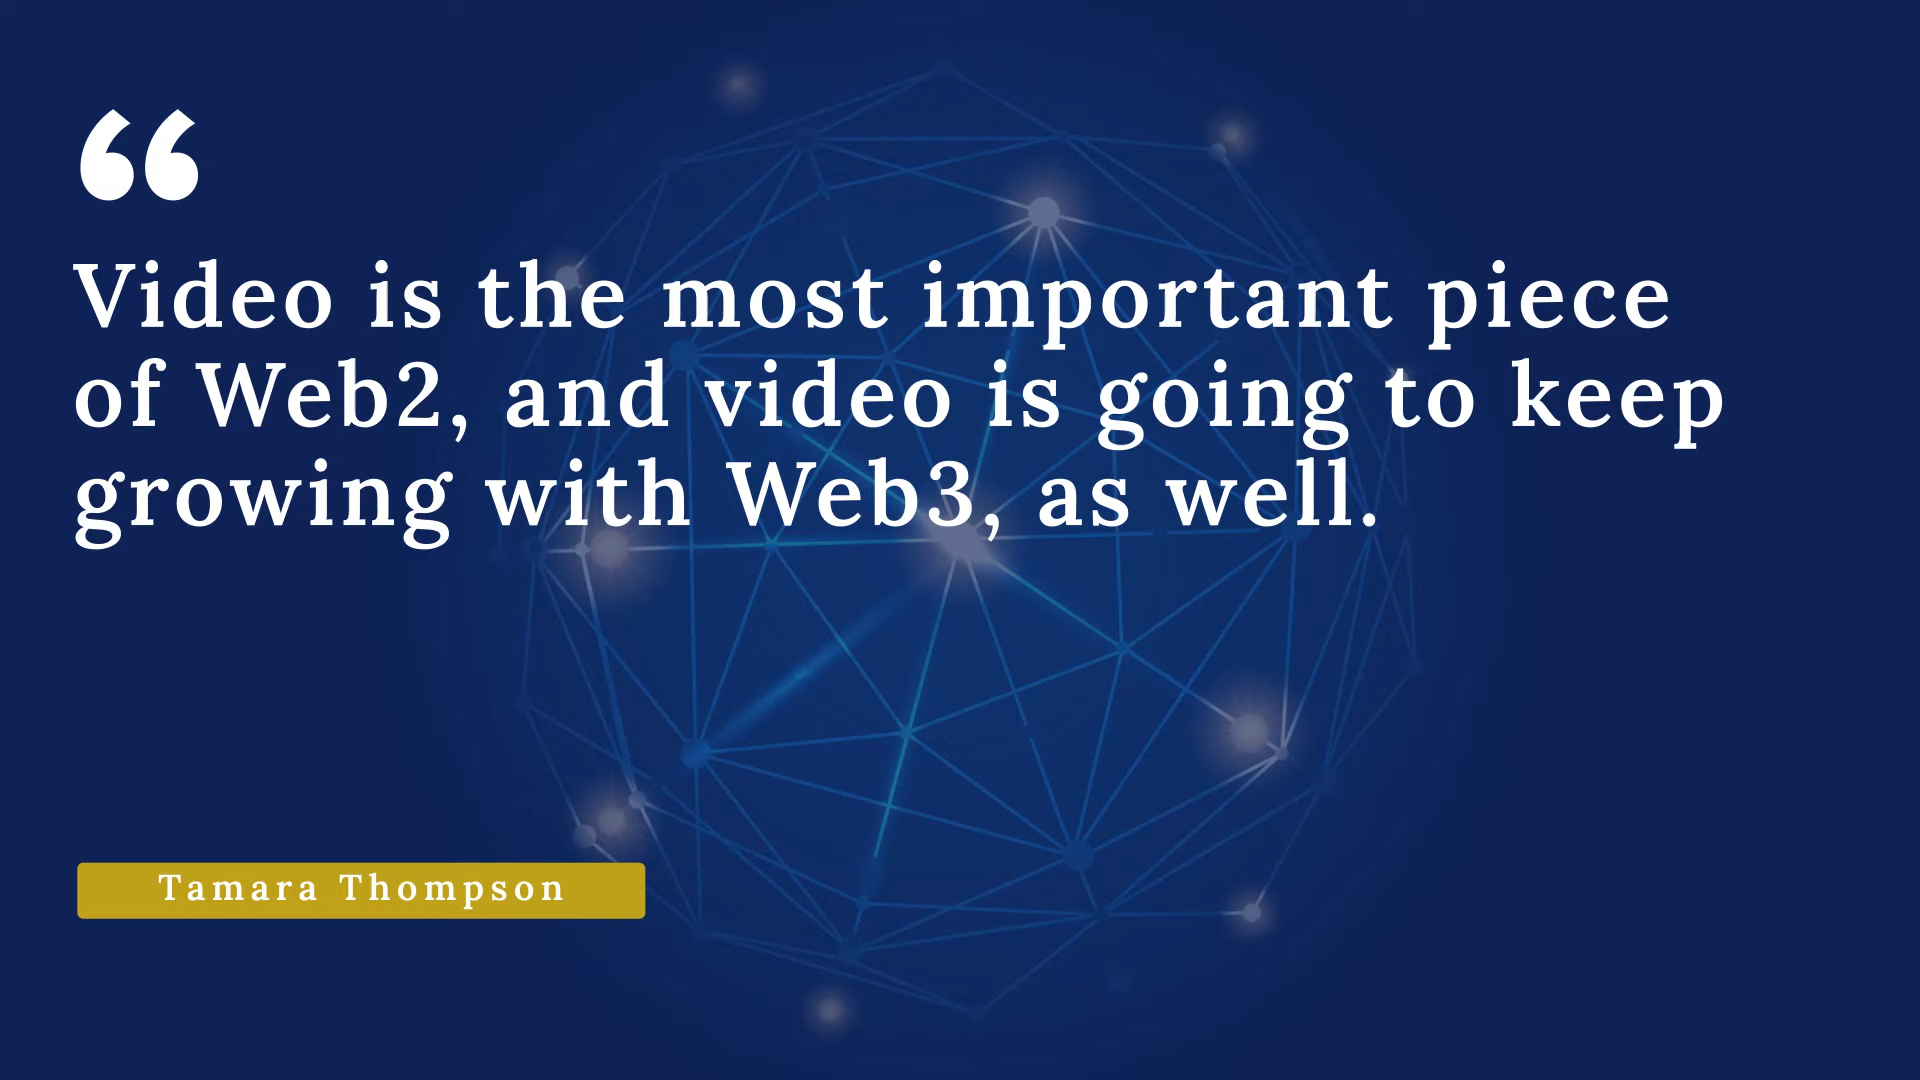 “
Video is the most important piece
of Web2, and video is going to keep
growing with Web3, as well.
Tamara Thompson